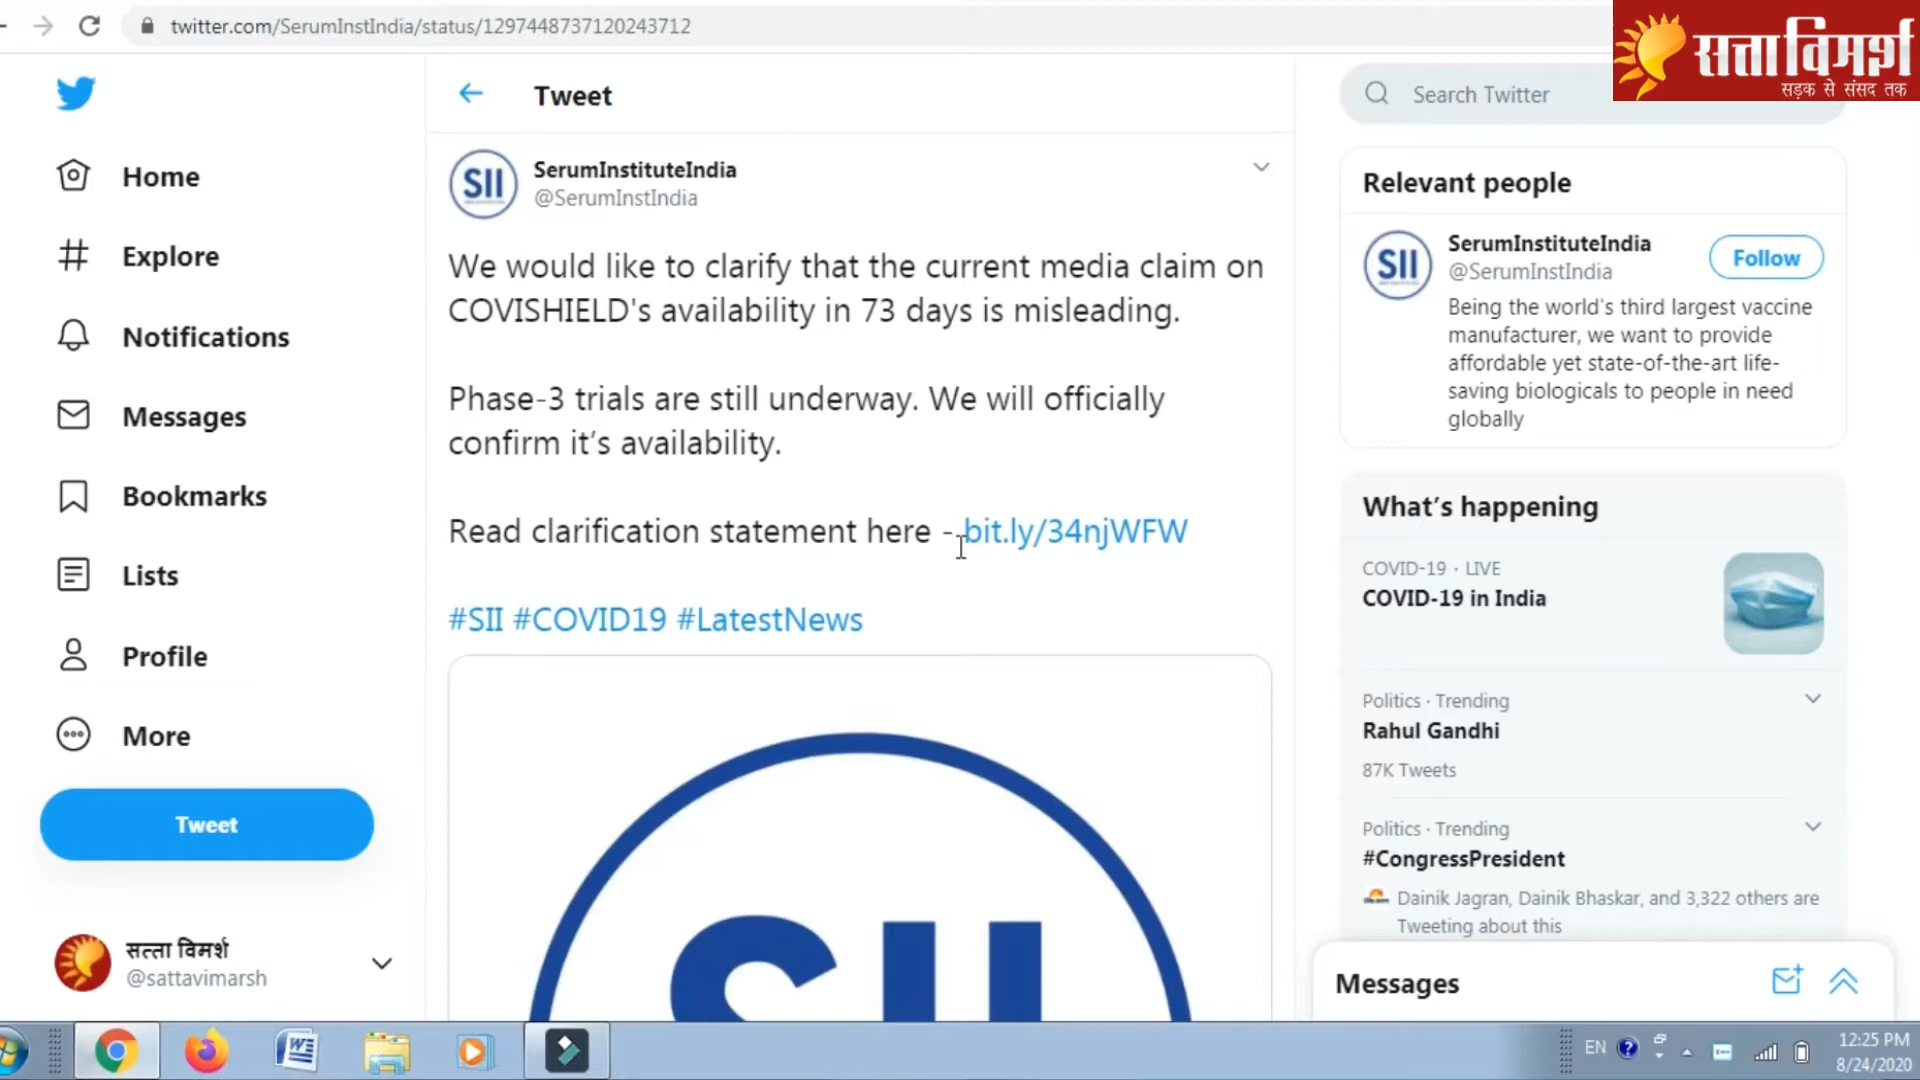 twitter.com/SerumInstIndia/status/1297448737120243712
सत्ता विमर्श
सड़क से संसद तक
Home
Explore
Notifications
Messages
Bookmarks
Lists
Profile
More
Tweet
सत्ता विमर्श
@sattavimarsh
Tweet
SII
SerumInstituteIndia
@SerumInstIndia
We would like to clarify that the current media claim on
COVISHIELD's availability in 73 days is misleading.
Phase-3 trials are still underway. We will officially
confirm it’s availability.
Read clarification statement here - bit.ly/34njWFW
#SII #COVID19 #LatestNews
SII
Search Twitter
Relevant people
SII
SerumInstituteIndia
@SerumInstIndia
Follow
Being the world's third largest vaccine
manufacturer, we want to provide
affordable yet state-of-the-art life-
saving biologicals to people in need
globally
What’s happening
COVID-19 · LIVE
COVID-19 in India
Politics · Trending
Rahul Gandhi
87K Tweets
Politics · Trending
#CongressPresident
Dainik Jagran, Dainik Bhaskar, and 3,322 others are
Tweeting about this
Messages
EN
12:25 PM
8/24/2020